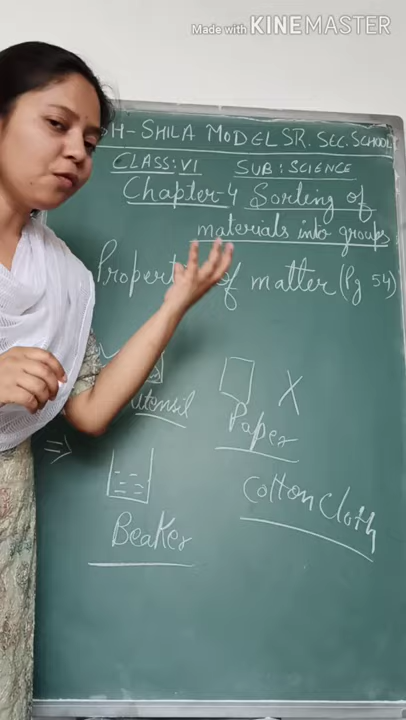 Made with KINEMASTER
H-SHILA MODEL SR. SEC. SCHOOL
CLASS: VI SUB: SCIENCE
Chapter-4 Sorting of
materials into groups
of matter (Pg 54)
utensil
Paper
X
⇒
Cotton Cloth
Beaker